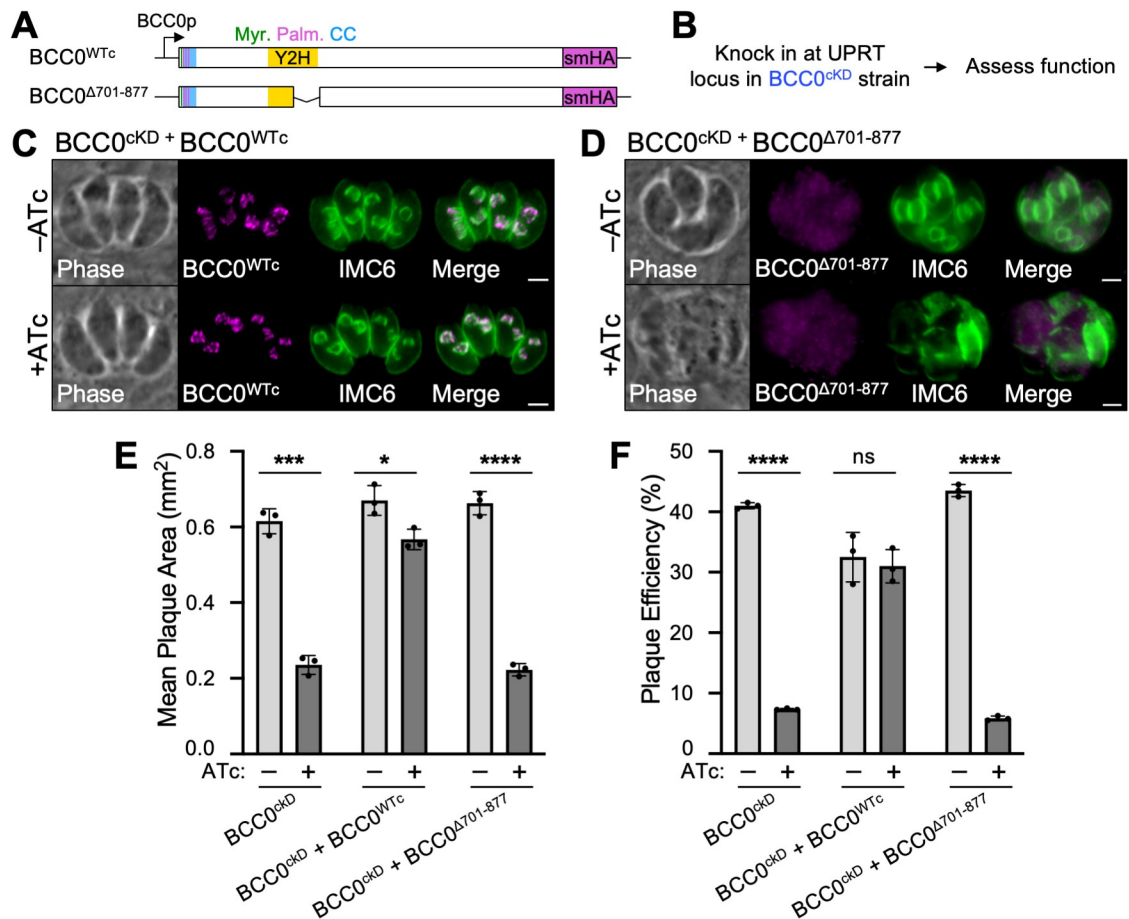 A
BCC0p
Myr. Palm. CC
BCC0WTc
Y2H
smHA
BCC0Δ701-877
smHA
B
Knock in at UPRT
locus in BCC0cKD strain
Assess function
C
BCC0cKD + BCC0WTc
–ATc
Phase
BCC0WTc
IMC6
Merge
+ATc
Phase
BCC0WTc
IMC6
Merge
D
BCC0cKD + BCC0Δ701-877
–ATc
Phase
BCC0Δ701-877
IMC6
Merge
+ATc
Phase
BCC0Δ701-877
IMC6
Merge
E
Mean Plaque Area (mm2)
0.8
0.6
0.4
0.2
0.0
***
*
****
ATc: – + – + – +
BCC0ckD
BCC0ckD + BCC0WTc
BCC0ckD + BCC0Δ701-877
F
Plaque Efficiency (%)
50
40
30
20
10
0
****
ns
****
ATc: – + – + – +
BCC0ckD
BCC0ckD + BCC0WTc
BCC0ckD + BCC0Δ701-877